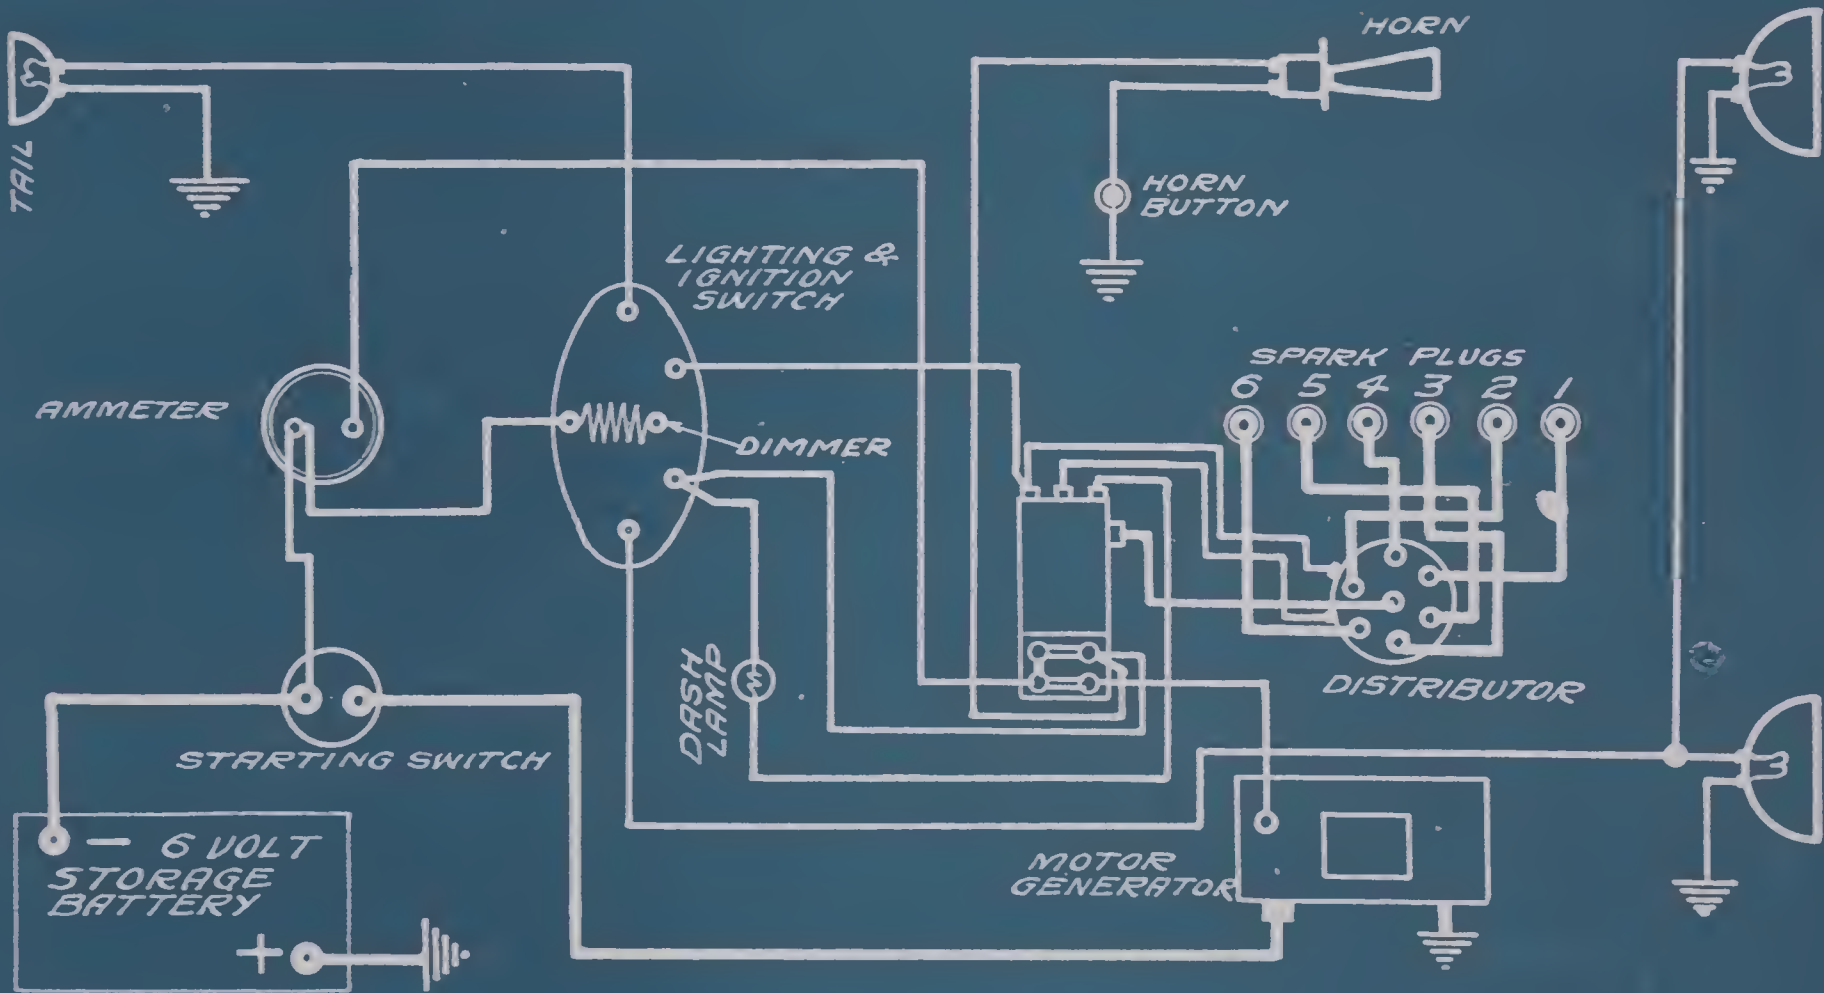 HORN
TAIL
HORN
BUTTON
LIGHTING &
IGNITION
SWITCH
SPARK PLUGS
6 5 4 3 2 1
AMMETER
DIMMER
DASH
LAMP
DISTRIBUTOR
STARTING SWITCH
— 6 VOLT
STORAGE
BATTERY
+
MOTOR
GENERATOR